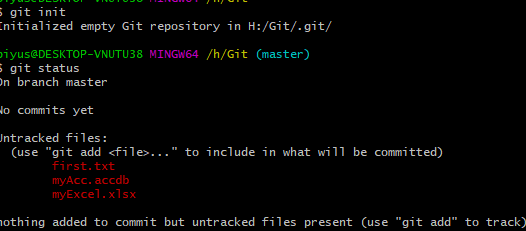 $ git init
Initialized empty Git repository in H:/Git/.git/
piyus@DESKTOP-VNUTU38 MINGW64 /h/Git (master)
$ git status
On branch master
No commits yet
Untracked files:
(use "git add <file>..." to include in what will be committed)
first.txt
myAcc.accdb
myExcel.xlsx
nothing added to commit but untracked files present (use "git add" to track)